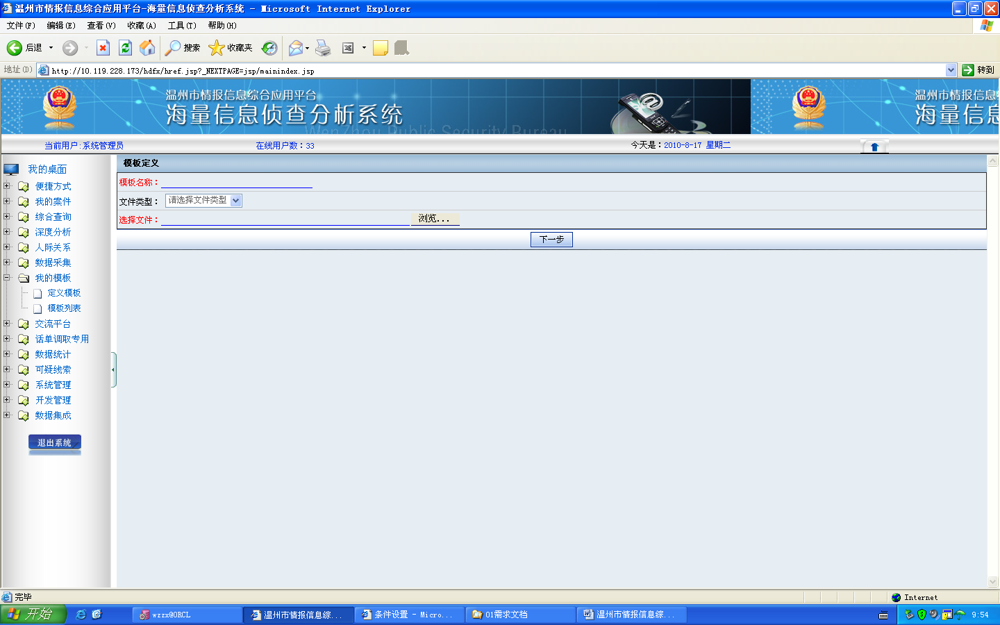 温州市情报信息综合应用平台-海量信息侦查分析系统 - Microsoft Internet Explorer
文件(F) 编辑(E) 查看(V) 收藏(A) 工具(T) 帮助(H)
后退 搜索 收藏夹
地址(D) http://10.119.228.173/hdfx/href.jsp?_NEXTPAGE=jsp/mainindex.jsp 转到
温州市情报信息综合应用平台
海量信息侦查分析系统
WenZhou Public Security Bureau
温州市情报信息
海量信息
当前用户:系统管理员 在线用户数：33 今天是：2010-8-17 星期二
我的桌面
便捷方式
我的案件
综合查询
深度分析
人际关系
数据采集
我的模板
定义模板
模板列表
交流平台
话单调取专用
数据统计
可疑线索
系统管理
开发管理
数据集成
退出系统
模板定义
模板名称：
文件类型： 请选择文件类型
选择文件： 浏览...
下一步
完毕 Internet
开始 wzzx@ORCL 温州市情报信息综... 条件设置 - Micro... 01需求文档 温州市情报信息综... 9:54